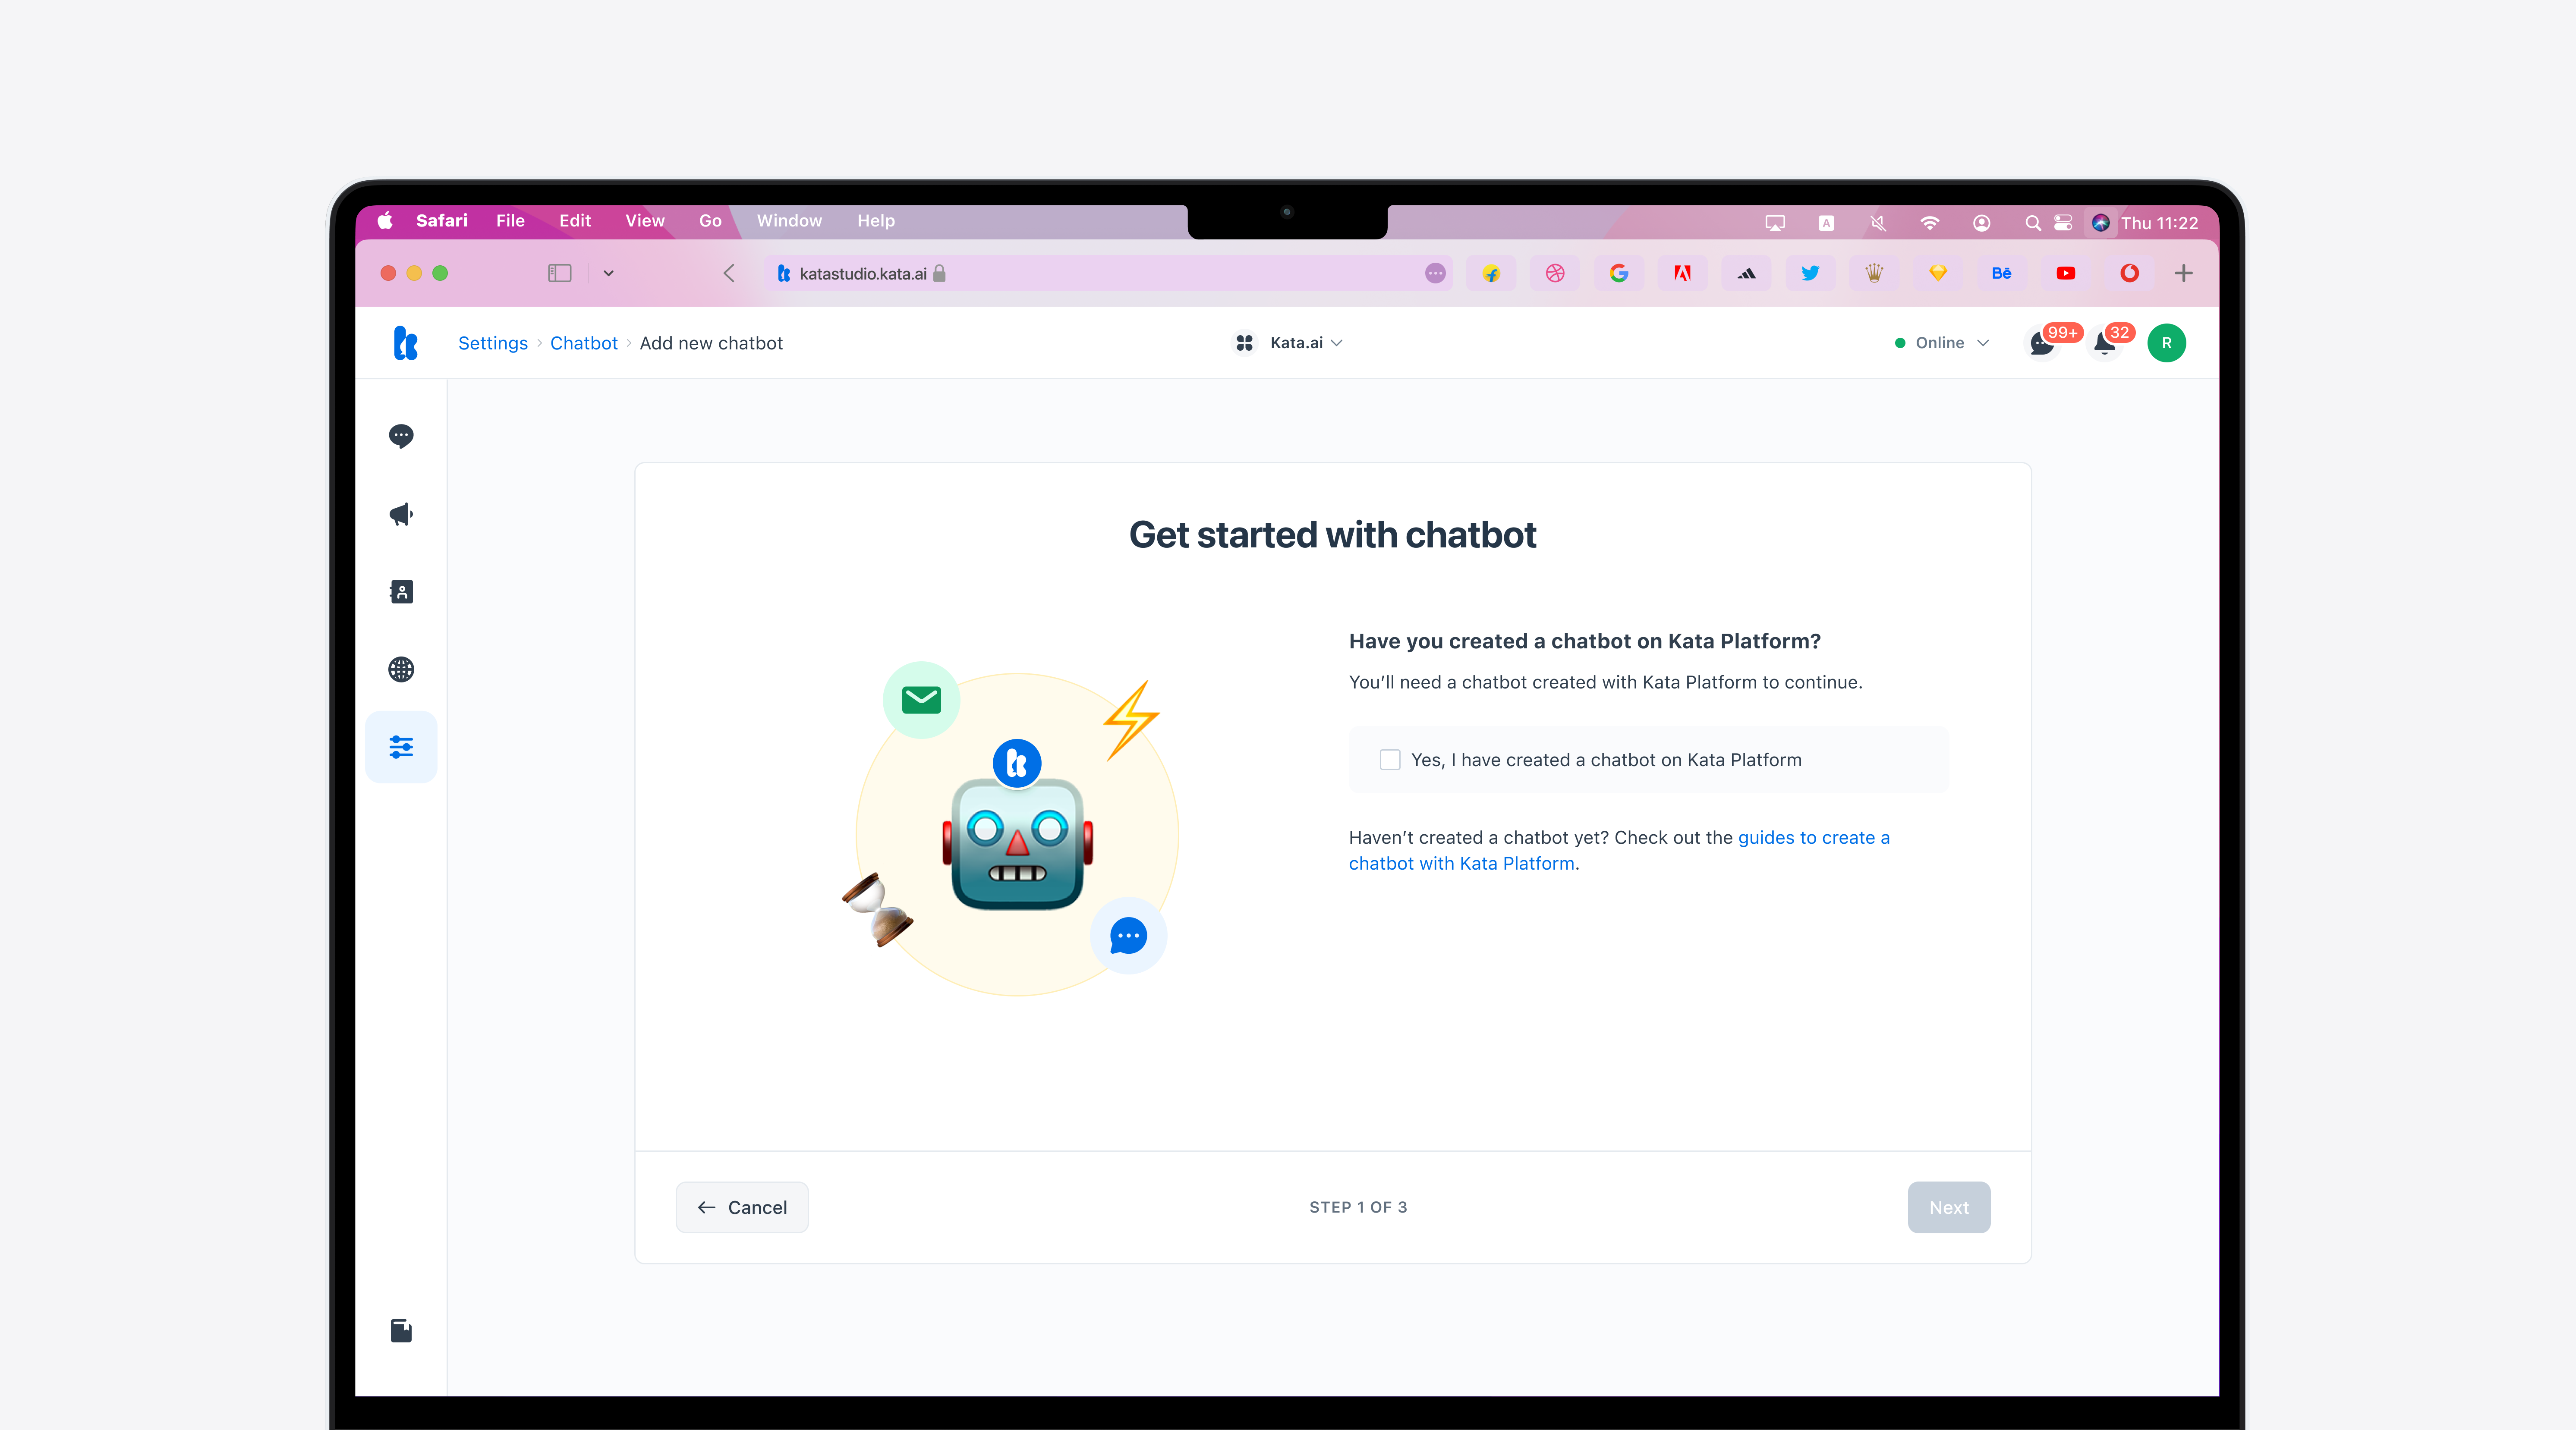 Safari File Edit View Go Window Help
A
Thu 11:22
katastudio.kata.ai
Bē
Settings › Chatbot › Add new chatbot
Kata.ai
Online
99+
32
R
Get started with chatbot
Have you created a chatbot on Kata Platform?
You’ll need a chatbot created with Kata Platform to continue.
Yes, I have created a chatbot on Kata Platform
Haven’t created a chatbot yet? Check out the guides to create a
chatbot with Kata Platform.
Cancel
STEP 1 OF 3
Next